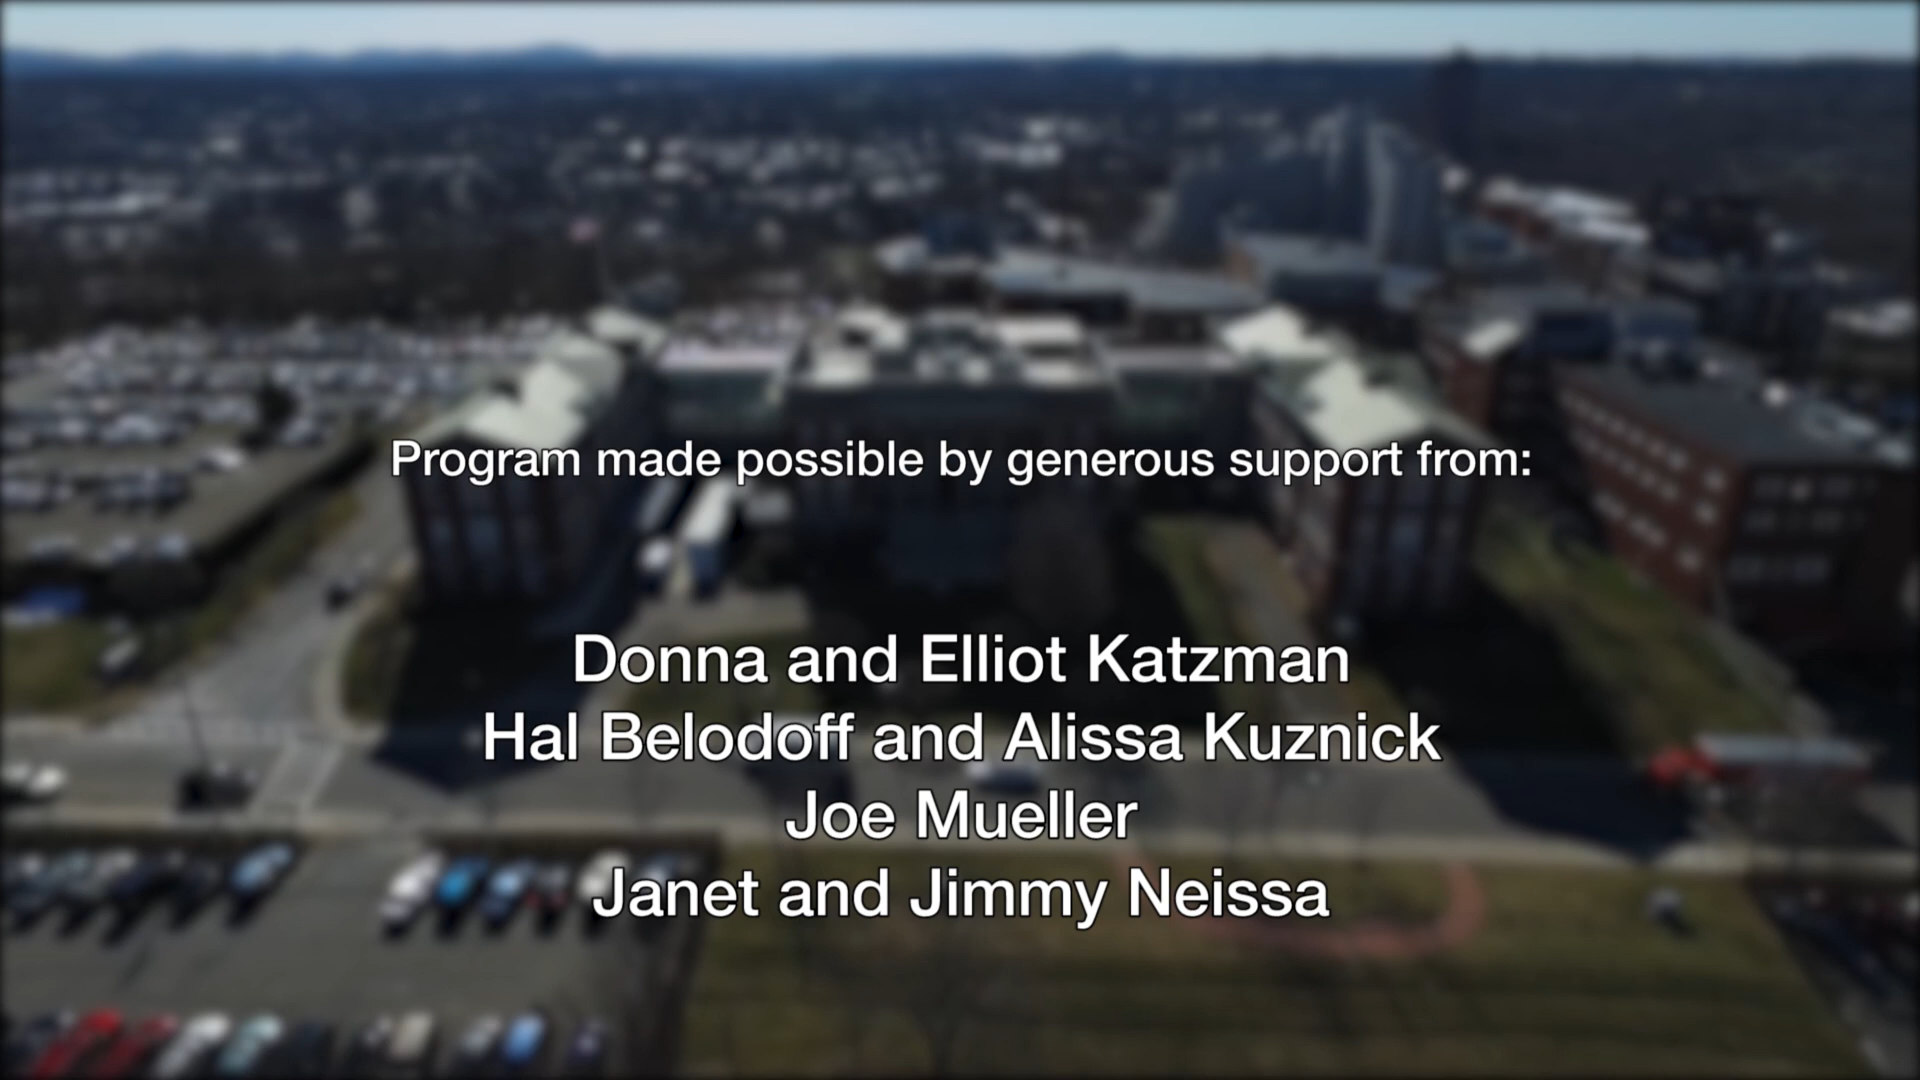 Program made possible by generous support from:
Donna and Elliot Katzman
Hal Belodoff and Alissa Kuznick
Joe Mueller
Janet and Jimmy Neissa